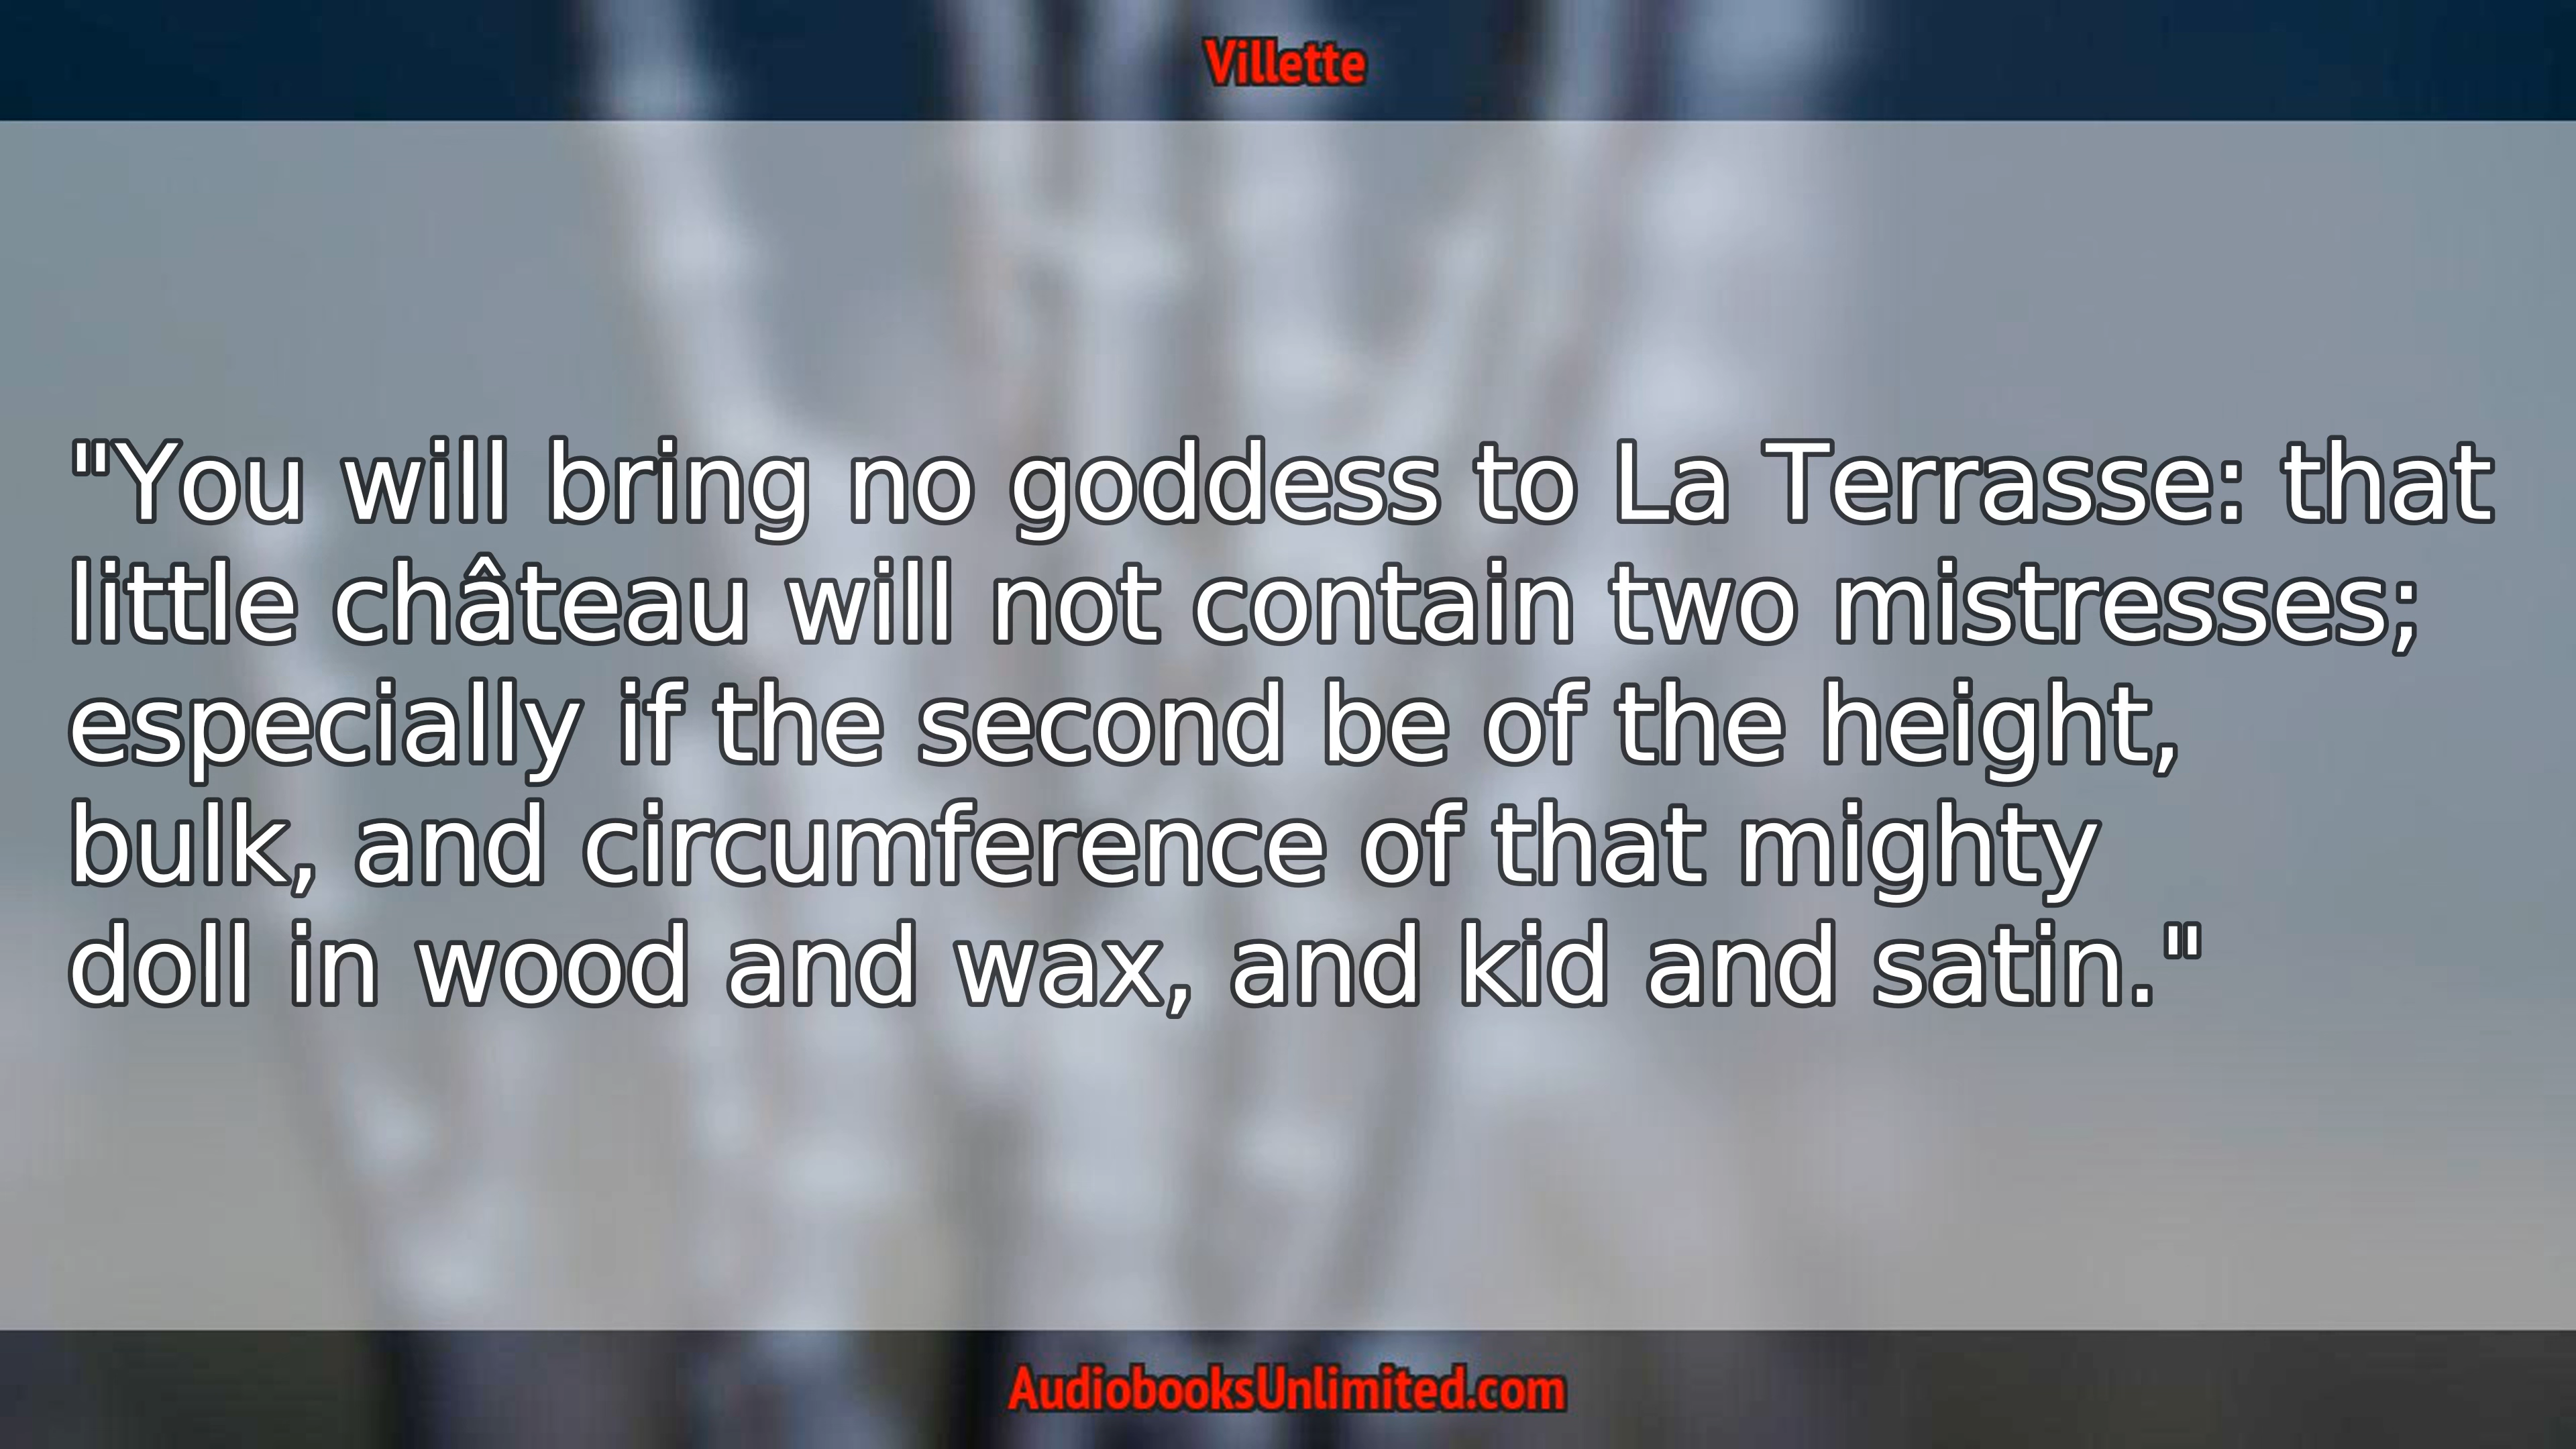 Villette
"You will bring no goddess to La Terrasse: that
little château will not contain two mistresses;
especially if the second be of the height,
bulk, and circumference of that mighty
doll in wood and wax, and kid and satin."
AudiobooksUnlimited.com